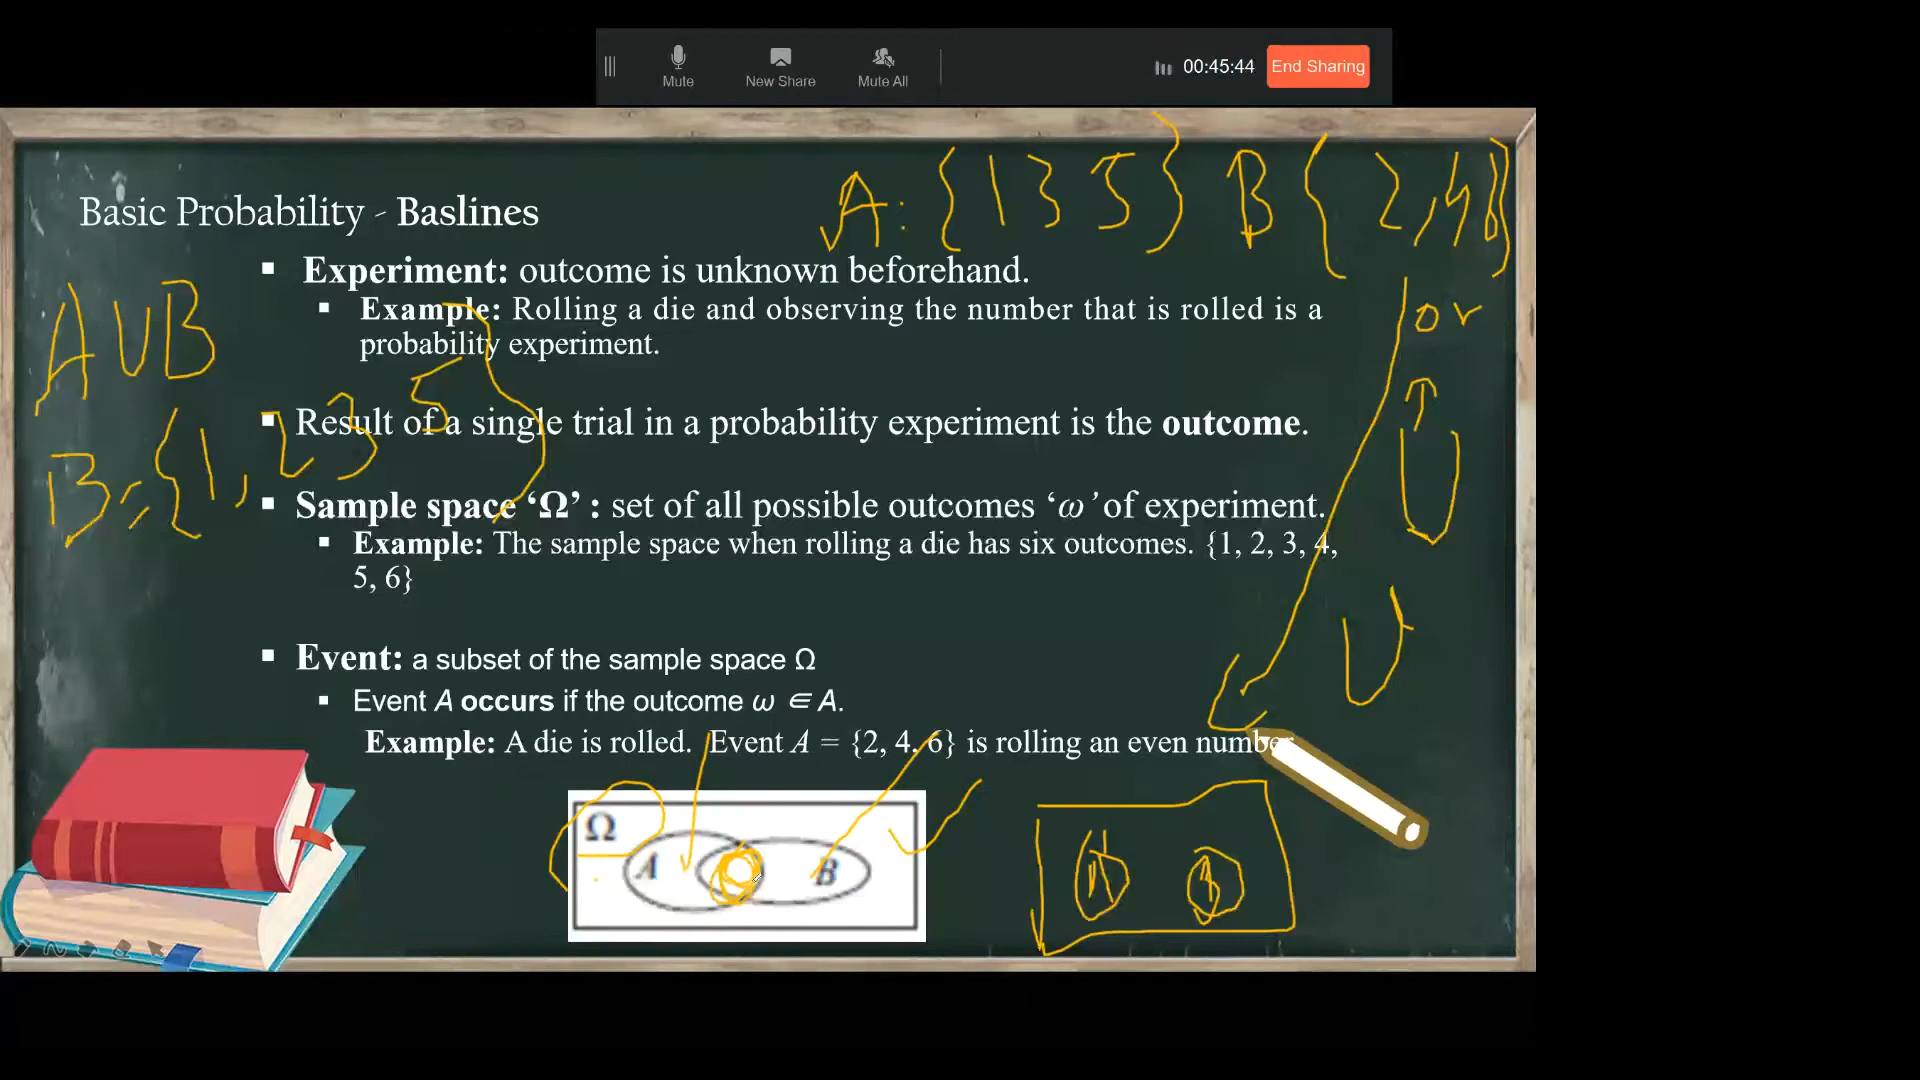 Mute
New Share
Mute All
00:45:44
End Sharing
A: {1 3 5} B {2,4 6}
Basic Probability - Baslines
▪ Experiment: outcome is unknown beforehand.
▪ Example: Rolling a die and observing the number that is rolled is a
probability experiment.
or
A∪B
▪ Result of a single trial in a probability experiment is the outcome.
B={1, 2 3 5}
∪
▪ Sample space ‘Ω’ : set of all possible outcomes ‘ω’ of experiment.
▪ Example: The sample space when rolling a die has six outcomes. {1, 2, 3, 4,
5, 6}
∪
▪ Event: a subset of the sample space Ω
▪ Event A occurs if the outcome ω ∈ A.
Example: A die is rolled. Event A = {2, 4, 6} is rolling an even number
Ω
A B
A B